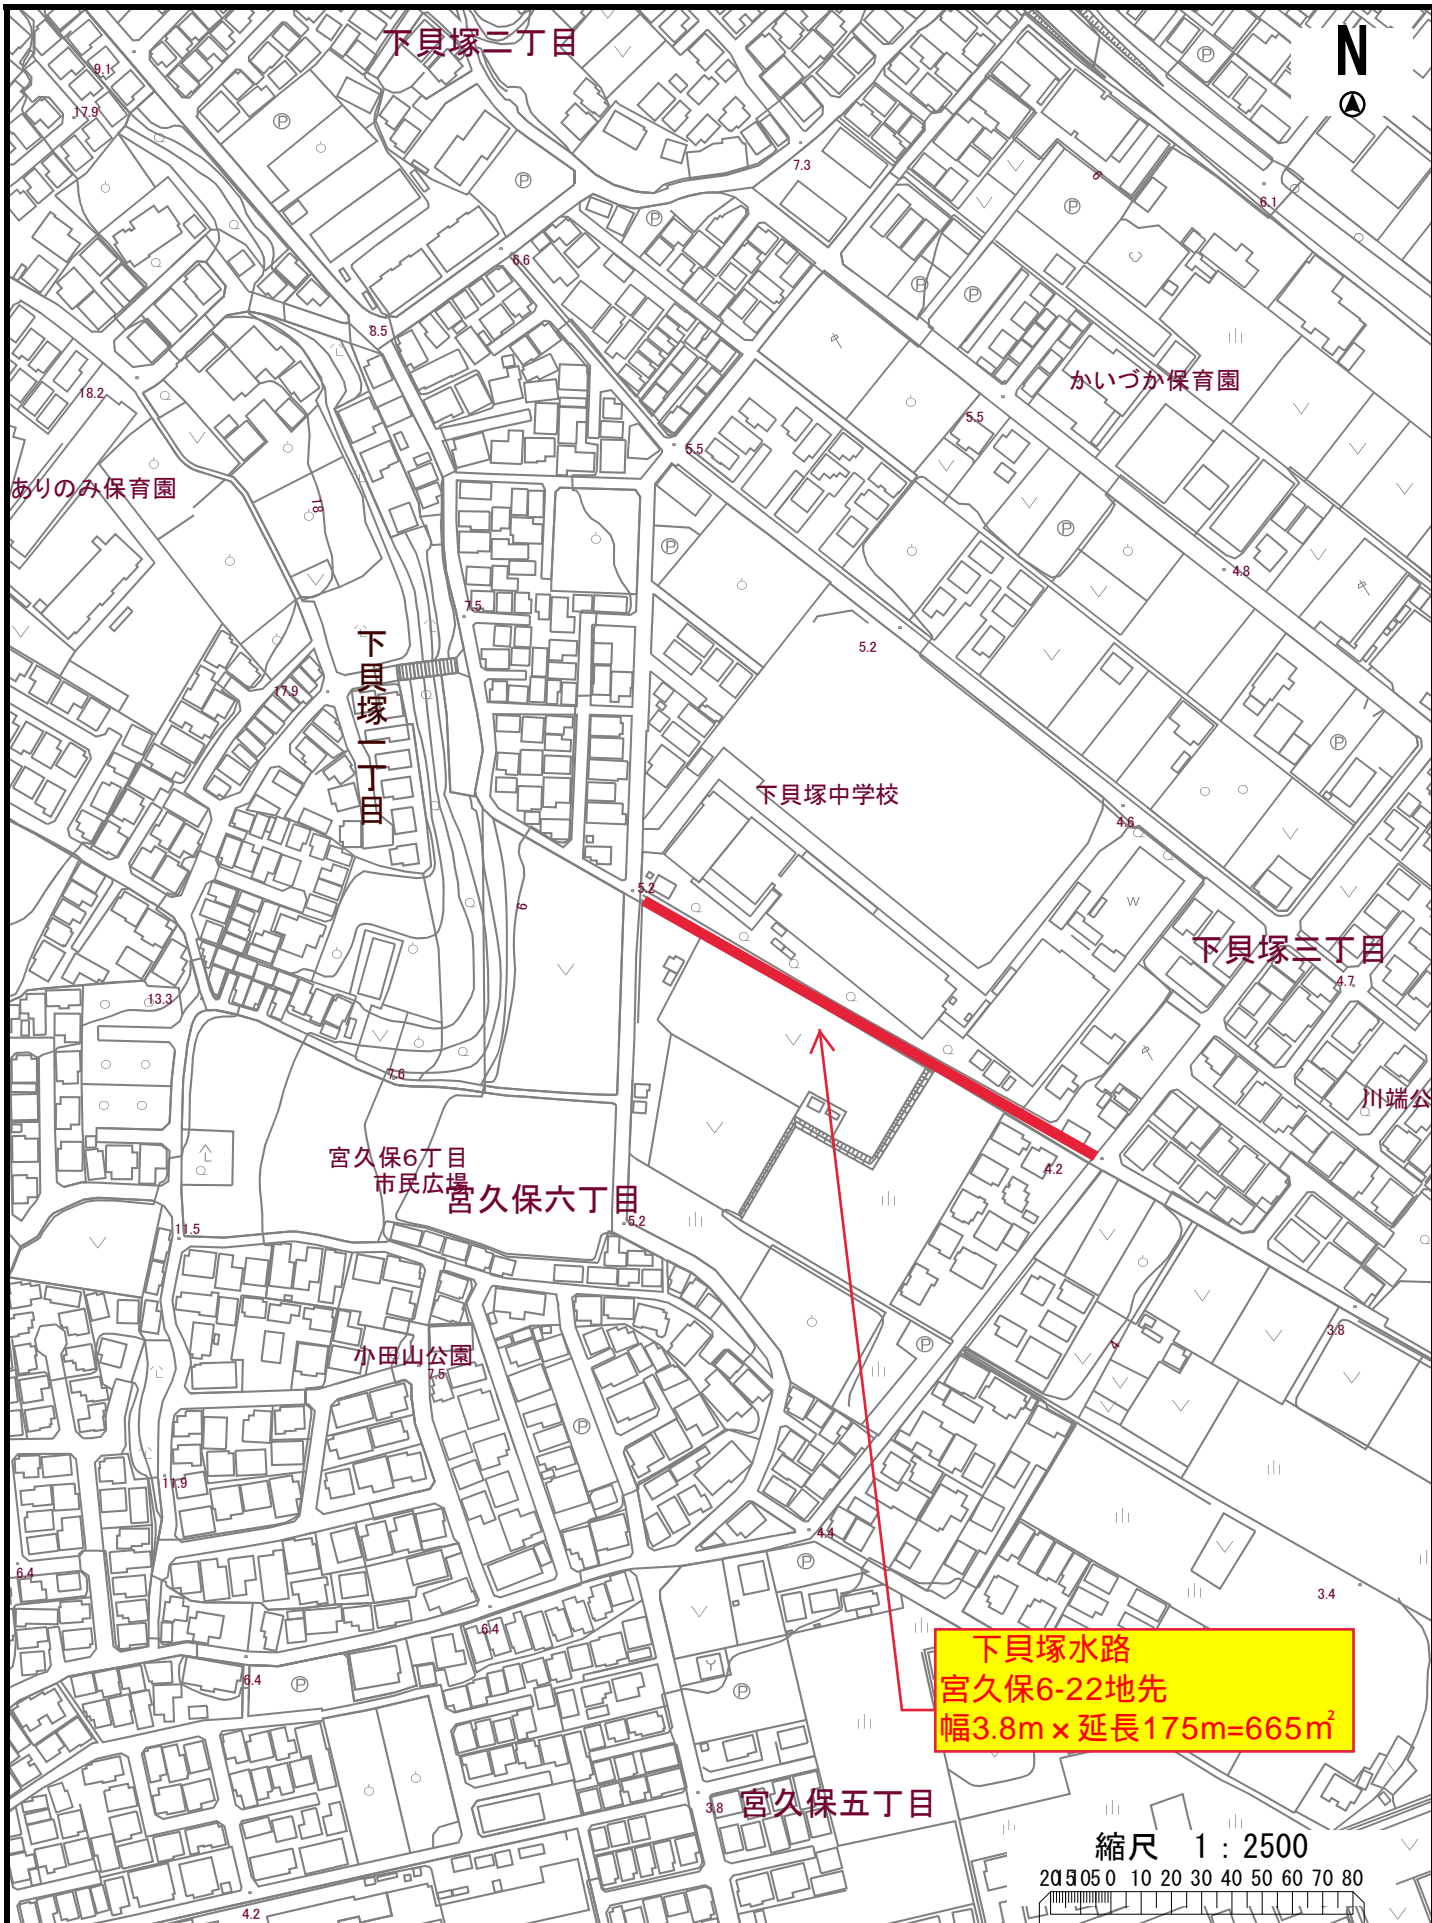 下貝塚二丁目
N
9.1
17.9
P
7.3
P
6
6.1
P
P
P
6.6
P
P
8.5
かいづか保育園
18.2
5.5
5.5
ありのみ保育園
18
P
P
4.8
7.5
下貝塚一丁目
5.2
17.9
P
下貝塚中学校
4.6
5.2
9
W
下貝塚三丁目
4.7
13.3
7.6
川端公
宮久保6丁目
市民広場
4.2
宮久保六丁目
5.2
11.5
3.8
4
P
小田山公園
7.5
P
11.9
4.4
P
6.4
3.4
6.4
下貝塚水路
宮久保6-22地先
幅3.8m×延長175m=665㎡
6.4
P
P
3.8
宮久保五丁目
縮尺 1:2500
20 15 10 5 0 10 20 30 40 50 60 70 80
4.2